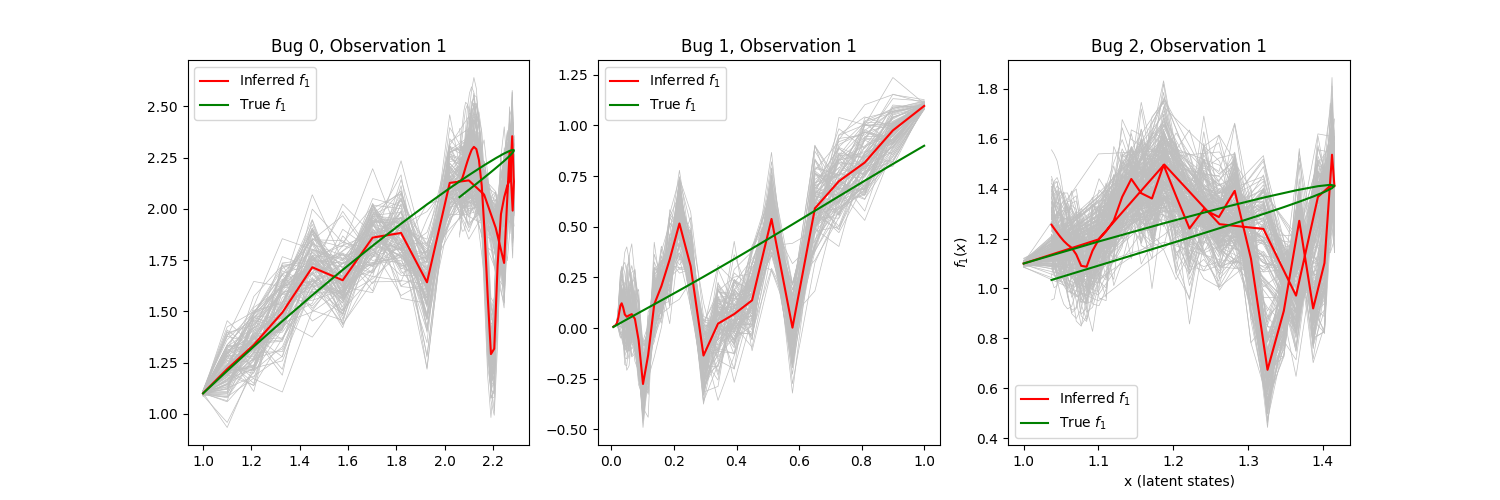 Bug 0, Observation 1
Inferred f₁
True f₁
2.50
2.25
2.00
1.75
1.50
1.25
1.00
1.0 1.2 1.4 1.6 1.8 2.0 2.2
Bug 1, Observation 1
Inferred f₁
True f₁
1.25
1.00
0.75
0.50
0.25
0.00
−0.25
−0.50
0.0 0.2 0.4 0.6 0.8 1.0
Bug 2, Observation 1
f₁(x)
1.8
1.6
1.4
1.2
1.0
0.8
0.6
0.4
Inferred f₁
True f₁
1.0 1.1 1.2 1.3 1.4
x (latent states)